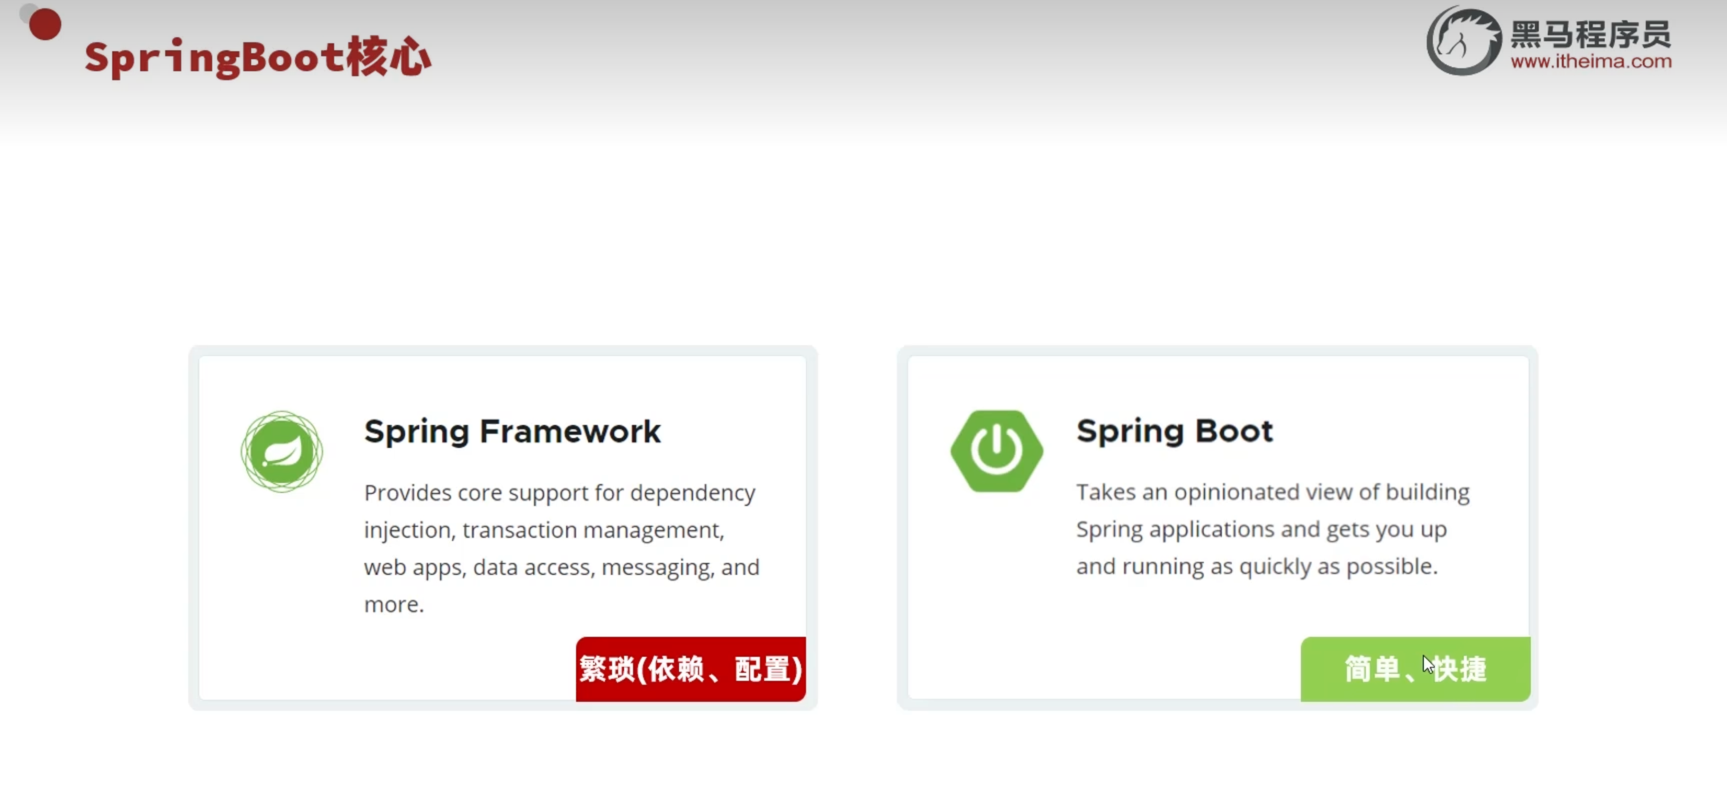 SpringBoot核心
黑马程序员
www.itheima.com
Spring Framework
Provides core support for dependency
injection, transaction management,
web apps, data access, messaging, and
more.
繁琐(依赖、配置)
Spring Boot
Takes an opinionated view of building
Spring applications and gets you up
and running as quickly as possible.
简单、快捷